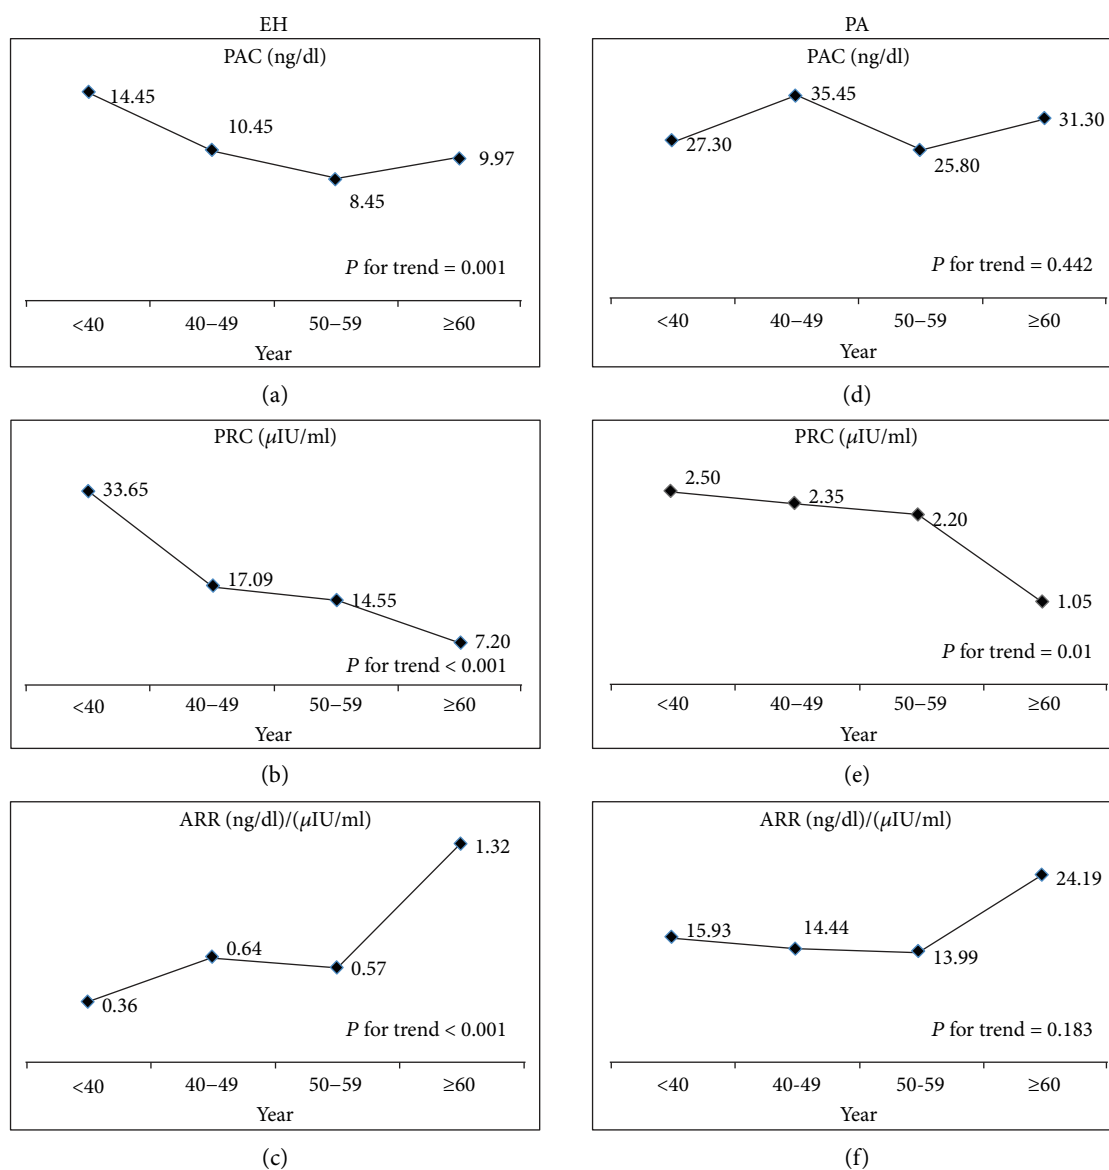 EH
PAC (ng/dl)
14.45
10.45
8.45
9.97
P for trend = 0.001
<40 40−49 50−59 ≥60
Year
(a)
PRC (μIU/ml)
33.65
17.09
14.55
7.20
P for trend < 0.001
<40 40−49 50−59 ≥60
Year
(b)
ARR (ng/dl)/(μIU/ml)
0.36
0.64
0.57
1.32
P for trend < 0.001
<40 40−49 50−59 ≥60
Year
(c)
PA
PAC (ng/dl)
27.30
35.45
25.80
31.30
P for trend = 0.442
<40 40−49 50−59 ≥60
Year
(d)
PRC (μIU/ml)
2.50
2.35
2.20
1.05
P for trend = 0.01
<40 40−49 50−59 ≥60
Year
(e)
ARR (ng/dl)/(μIU/ml)
15.93
14.44
13.99
24.19
P for trend = 0.183
<40 40-49 50-59 ≥60
Year
(f)